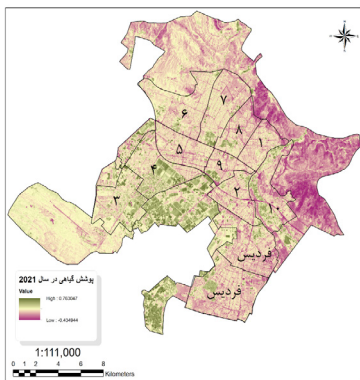 ۷
۶
۸
۱
۵
۹
۴
۲
۳
۱۰
فردیس
فردیس
پوشش گیاهی در سال 2021
Value
High : 0.763067
Low : -0.434944
1:111,000
0 1 2 4 6 8
Kilometers